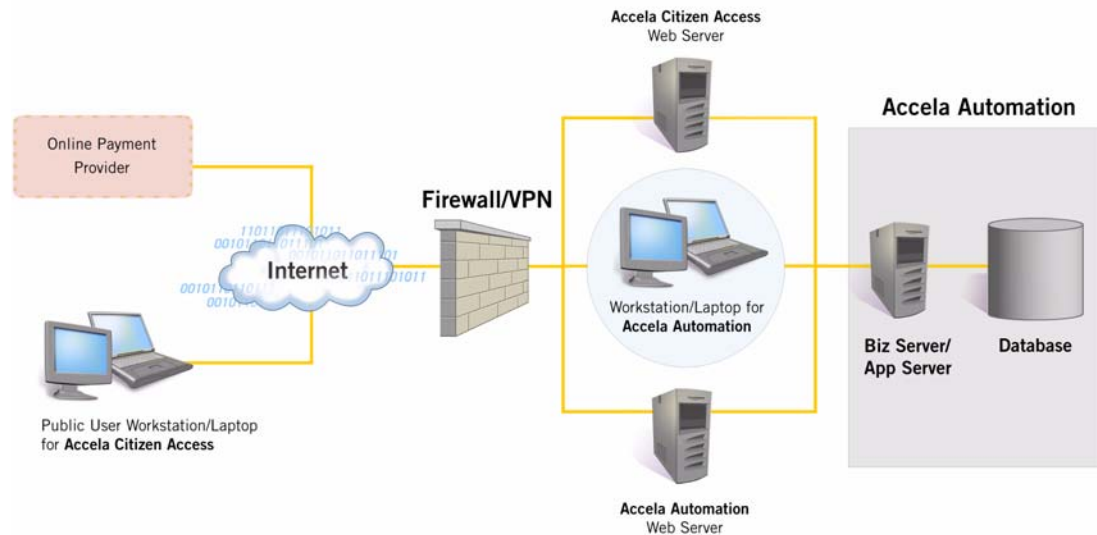 Accela Citizen Access
Web Server
Online Payment
Provider
Firewall/VPN
Accela Automation
1101101101011
Internet
Workstation/Laptop for
Accela Automation
Biz Server/
App Server
Database
Public User Workstation/Laptop
for Accela Citizen Access
Accela Automation
Web Server